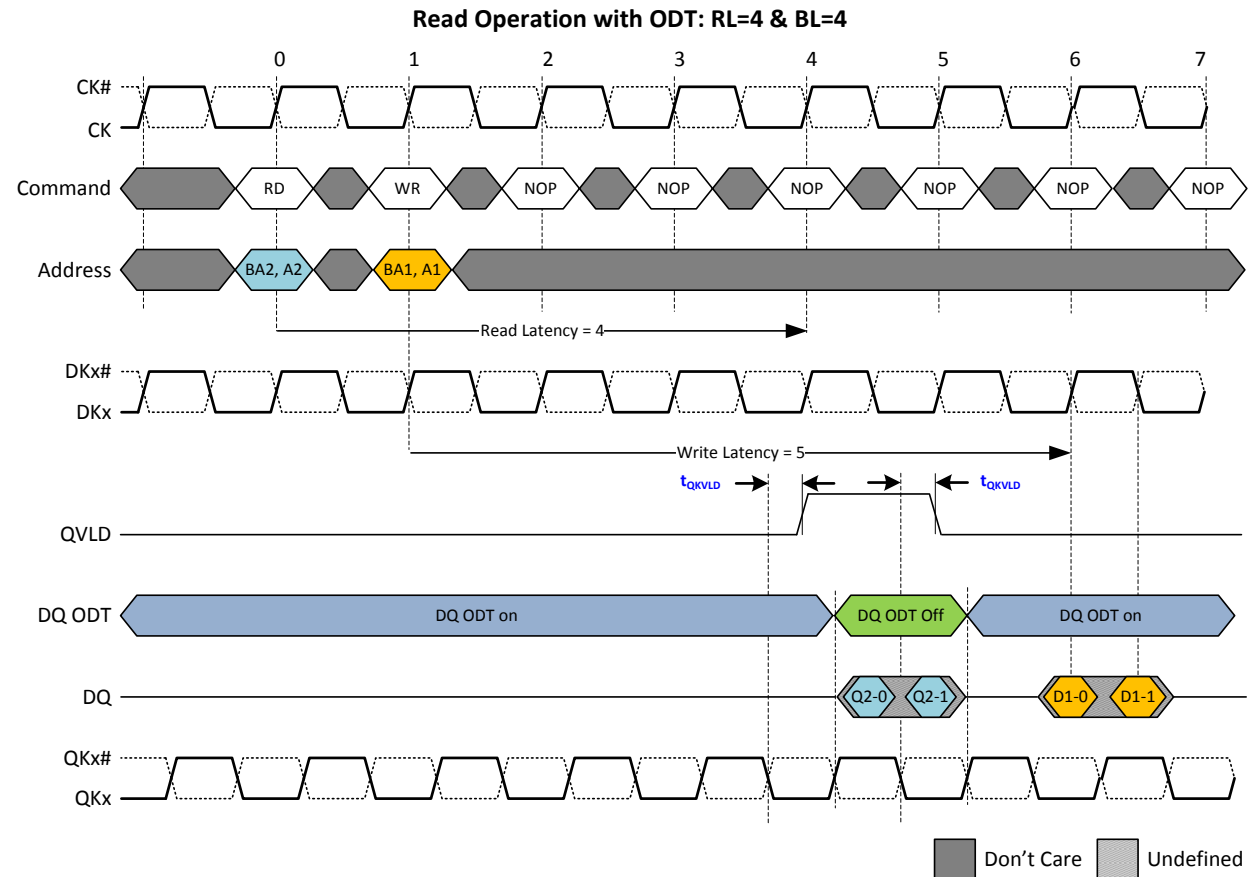 Read Operation with ODT: RL=4 & BL=4
0 1 2 3 4 5 6 7
CK#
CK
Command RD WR NOP NOP NOP NOP NOP NOP
Address BA2, A2 BA1, A1
Read Latency = 4
DKx#
DKx
Write Latency = 5
tQKVLD tQKVLD
QVLD
DQ ODT DQ ODT on DQ ODT Off DQ ODT on
DQ Q2-0 Q2-1 D1-0 D1-1
QKx#
QKx
Don't Care Undefined